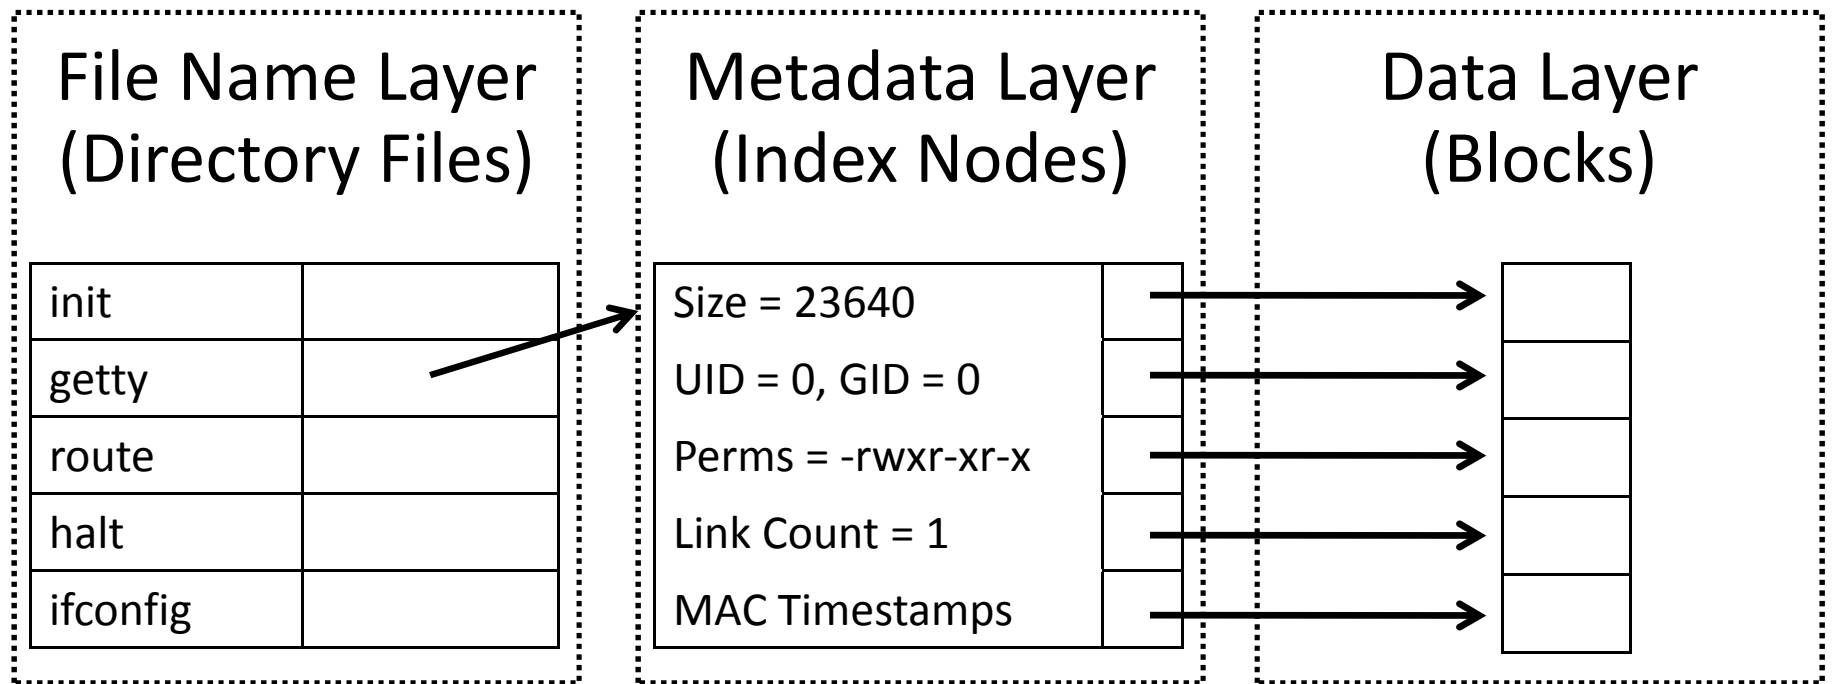 File Name Layer
(Directory Files)
init
getty
route
halt
ifconfig
Metadata Layer
(Index Nodes)
Size = 23640
UID = 0, GID = 0
Perms = -rwxr-xr-x
Link Count = 1
MAC Timestamps
Data Layer
(Blocks)